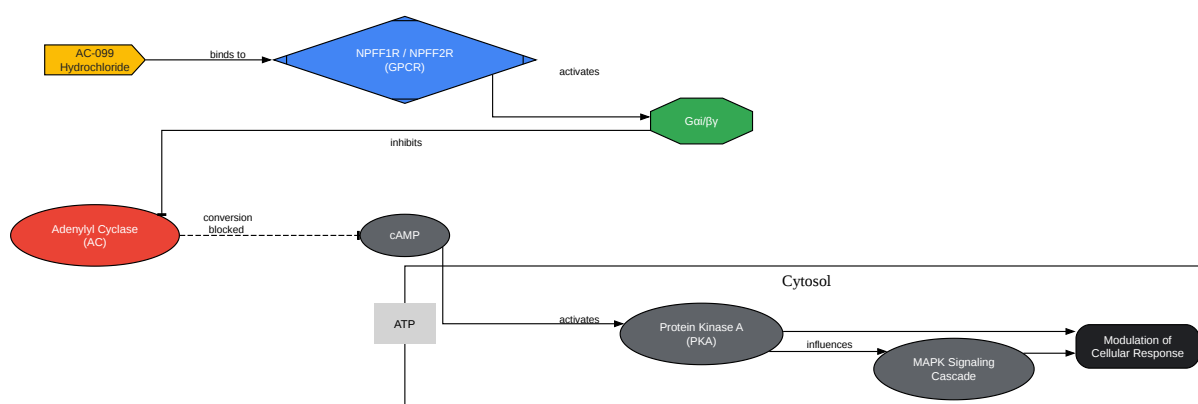 AC-099
Hydrochloride
binds to
NPFF1R / NPFF2R
(GPCR)
activates
Gαi/βγ
inhibits
Adenylyl Cyclase
(AC)
conversion
blocked
cAMP
Cytosol
ATP
activates
Protein Kinase A
(PKA)
influences
MAPK Signaling
Cascade
Modulation of
Cellular Response